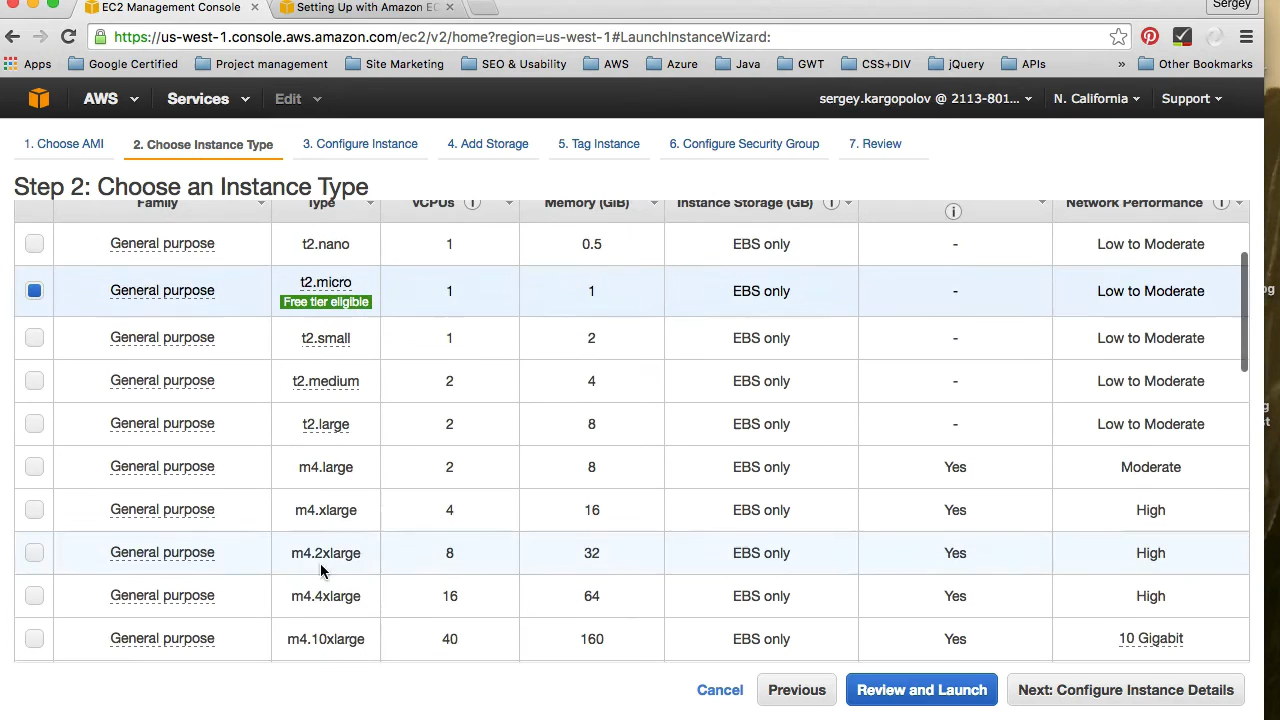 Sergey
EC2 Management Console
Setting Up with Amazon EC
https://us-west-1.console.aws.amazon.com/ec2/v2/home?region=us-west-1#LaunchInstanceWizard:
Apps Google Certified Project management Site Marketing SEO & Usability AWS Azure Java GWT CSS+DIV jQuery APIs » Other Bookmarks
AWS Services Edit sergey.kargopolov @ 2113-801... N. California Support
1. Choose AMI 2. Choose Instance Type 3. Configure Instance 4. Add Storage 5. Tag Instance 6. Configure Security Group 7. Review
Step 2: Choose an Instance Type
Family Type vCPUs Memory (GiB) Instance Storage (GB) Network Performance
General purpose t2.nano 1 0.5 EBS only - Low to Moderate
General purpose t2.micro 1 1 EBS only - Low to Moderate
Free tier eligible
General purpose t2.small 1 2 EBS only - Low to Moderate
General purpose t2.medium 2 4 EBS only - Low to Moderate
General purpose t2.large 2 8 EBS only - Low to Moderate
General purpose m4.large 2 8 EBS only Yes Moderate
General purpose m4.xlarge 4 16 EBS only Yes High
General purpose m4.2xlarge 8 32 EBS only Yes High
General purpose m4.4xlarge 16 64 EBS only Yes High
General purpose m4.10xlarge 40 160 EBS only Yes 10 Gigabit
Cancel Previous Review and Launch Next: Configure Instance Details